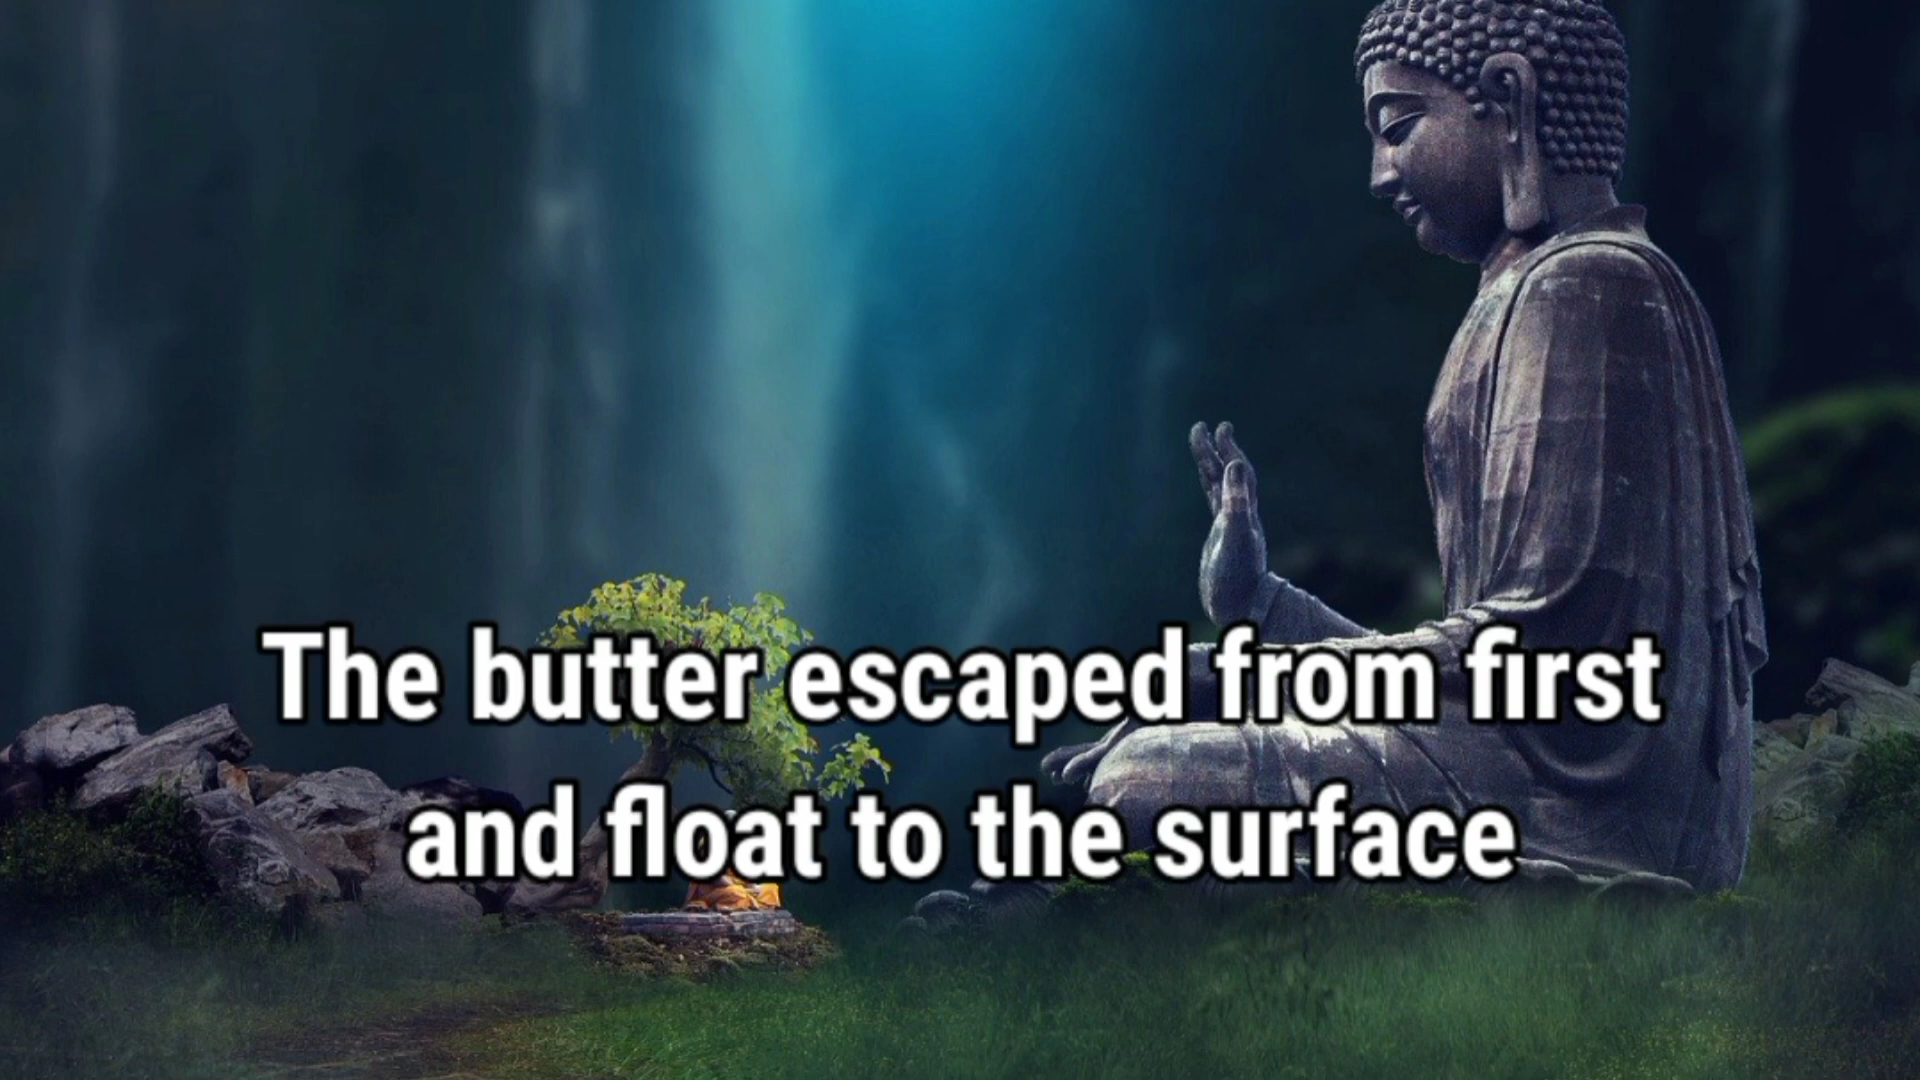 The butter escaped from first
and float to the surface